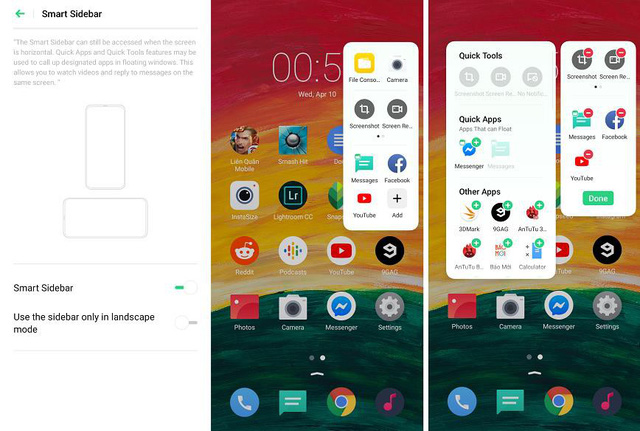 Smart Sidebar
"The Smart Sidebar can still be accessed when the screen
is horizontal. Quick Apps and Quick Tools features may be
used to call up designated apps in floating windows. This
allows you to watch videos and reply to messages on the
same screen. "
Smart Sidebar
Use the sidebar only in landscape
mode
00:5
Wed, Apr 10
File Conso...
Camera
Screenshot
Screen Re...
Messages
Facebook
YouTube
Add
Liên Quân
Mobile
Smash Hit
Do
InstaSize
Lightroom CC
Snaps
Reddit
Podcasts
YouTube
9GAG
Photos
Camera
Messenger
Settings
Quick Tools
Screenshot
Screen Re...
No Notific...
Quick Apps
Apps That can Float
Messenger
Messages
Other Apps
3DMark
9GAG
AnTuTu 3...
AnTuTu B...
BÁO
MỚI
Báo Mới
Calculator
Screenshot
Screen Re...
Messages
Facebook
YouTube
Done
9GAG
Photos
Camera
Messenger
Settings